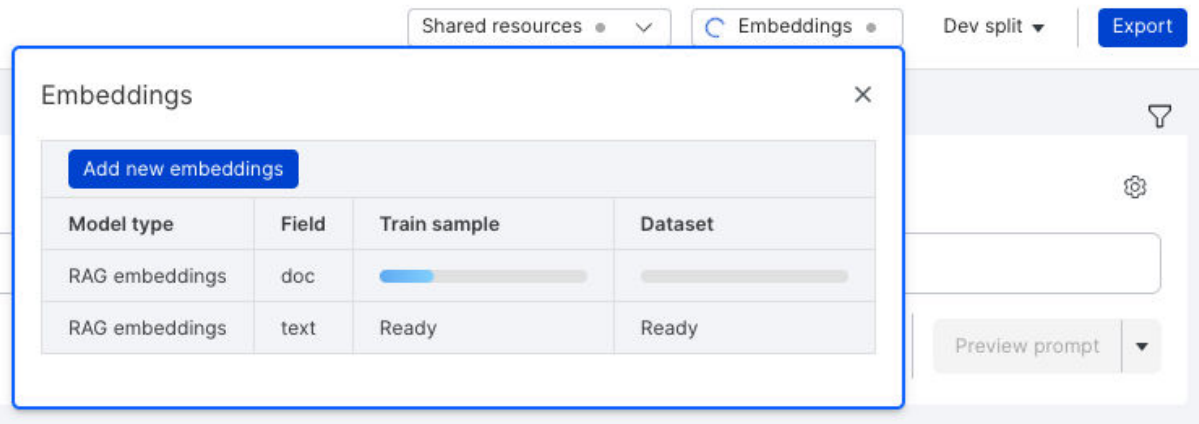 Shared resources Embeddings Dev split Export
Embeddings
Add new embeddings
Model type Field Train sample Dataset
RAG embeddings doc
RAG embeddings text Ready Ready
Preview prompt